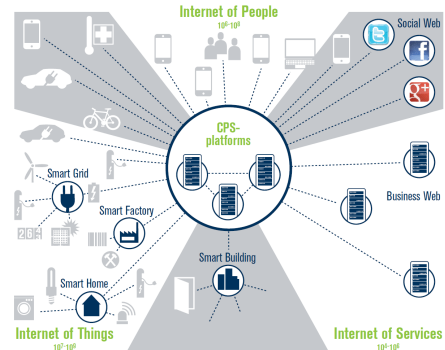 Internet of People
10⁶-10⁸
Social Web
CPS-
platforms
Smart Grid
Business Web
Smart Factory
Smart Building
Smart Home
Internet of Things
10⁷-10⁹
Internet of Services
10⁴-10⁶